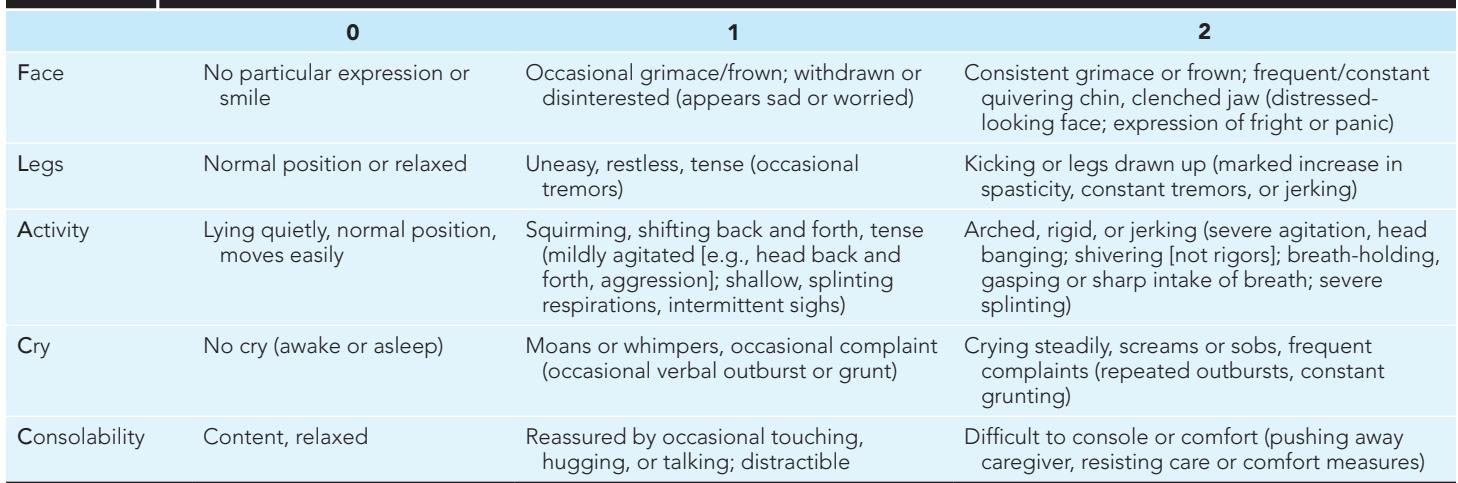 0 1 2
Face No particular expression or Occasional grimace/frown; withdrawn or Consistent grimace or frown; frequent/constant
smile disinterested (appears sad or worried) quivering chin, clenched jaw (distressed-
looking face; expression of fright or panic)
Legs Normal position or relaxed Uneasy, restless, tense (occasional Kicking or legs drawn up (marked increase in
tremors) spasticity, constant tremors, or jerking)
Activity Lying quietly, normal position, Squirming, shifting back and forth, tense Arched, rigid, or jerking (severe agitation, head
moves easily (mildly agitated [e.g., head back and banging; shivering [not rigors]; breath-holding,
forth, aggression]; shallow, splinting gasping or sharp intake of breath; severe
respirations, intermittent sighs) splinting)
Cry No cry (awake or asleep) Moans or whimpers, occasional complaint Crying steadily, screams or sobs, frequent
(occasional verbal outburst or grunt) complaints (repeated outbursts, constant
grunting)
Consolability Content, relaxed Reassured by occasional touching, Difficult to console or comfort (pushing away
hugging, or talking; distractible caregiver, resisting care or comfort measures)